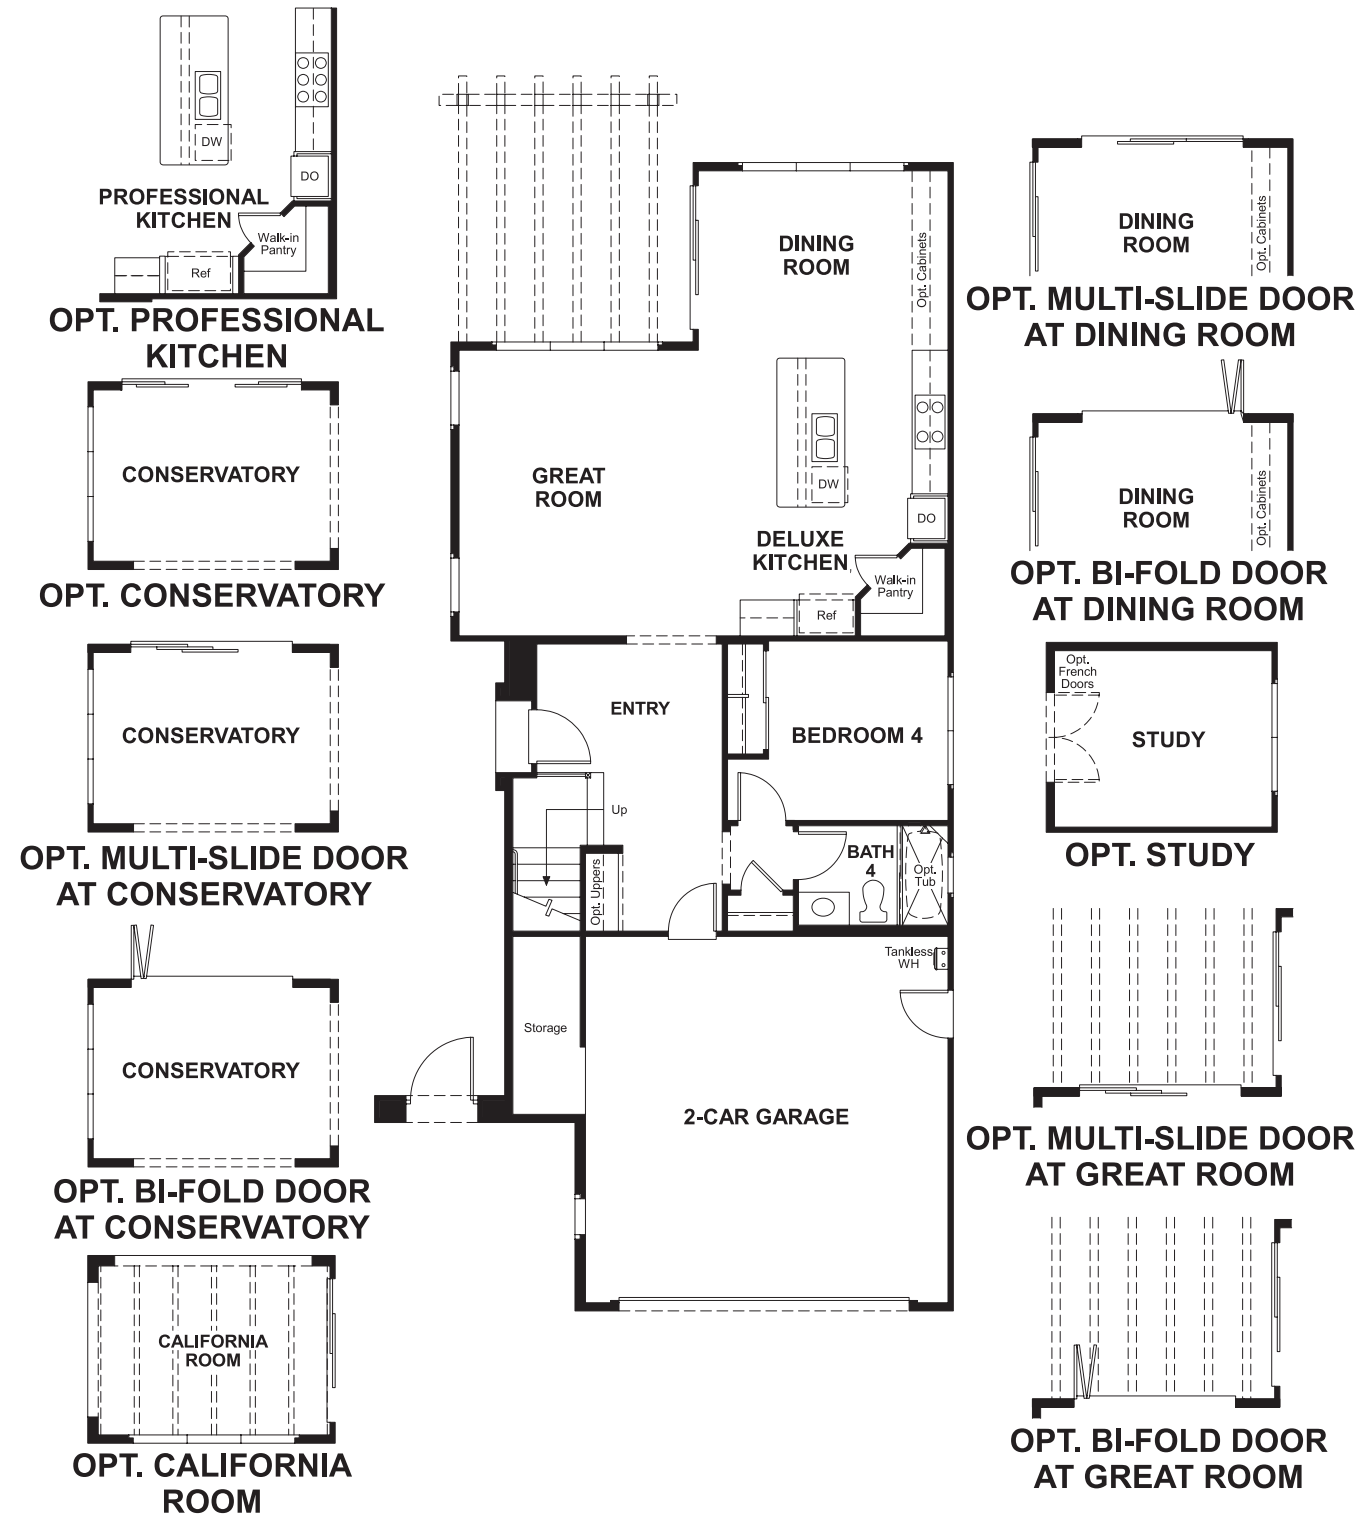 DW
DO
PROFESSIONAL
KITCHEN
Walk-in
Pantry
Ref
OPT. PROFESSIONAL
KITCHEN
CONSERVATORY
OPT. CONSERVATORY
CONSERVATORY
OPT. MULTI-SLIDE DOOR
AT CONSERVATORY
CONSERVATORY
OPT. BI-FOLD DOOR
AT CONSERVATORY
CALIFORNIA
ROOM
OPT. CALIFORNIA
ROOM
DINING
ROOM
Opt. Cabinets
GREAT
ROOM
DW
DO
DELUXE
KITCHEN
Walk-in
Pantry
Ref
ENTRY
BEDROOM 4
Up
Opt. Uppers
BATH
4
Opt.
Tub
Tankless
WH
Storage
2-CAR GARAGE
DINING
ROOM
Opt. Cabinets
OPT. MULTI-SLIDE DOOR
AT DINING ROOM
DINING
ROOM
Opt. Cabinets
OPT. BI-FOLD DOOR
AT DINING ROOM
Opt.
French
Doors
STUDY
OPT. STUDY
OPT. MULTI-SLIDE DOOR
AT GREAT ROOM
OPT. BI-FOLD DOOR
AT GREAT ROOM